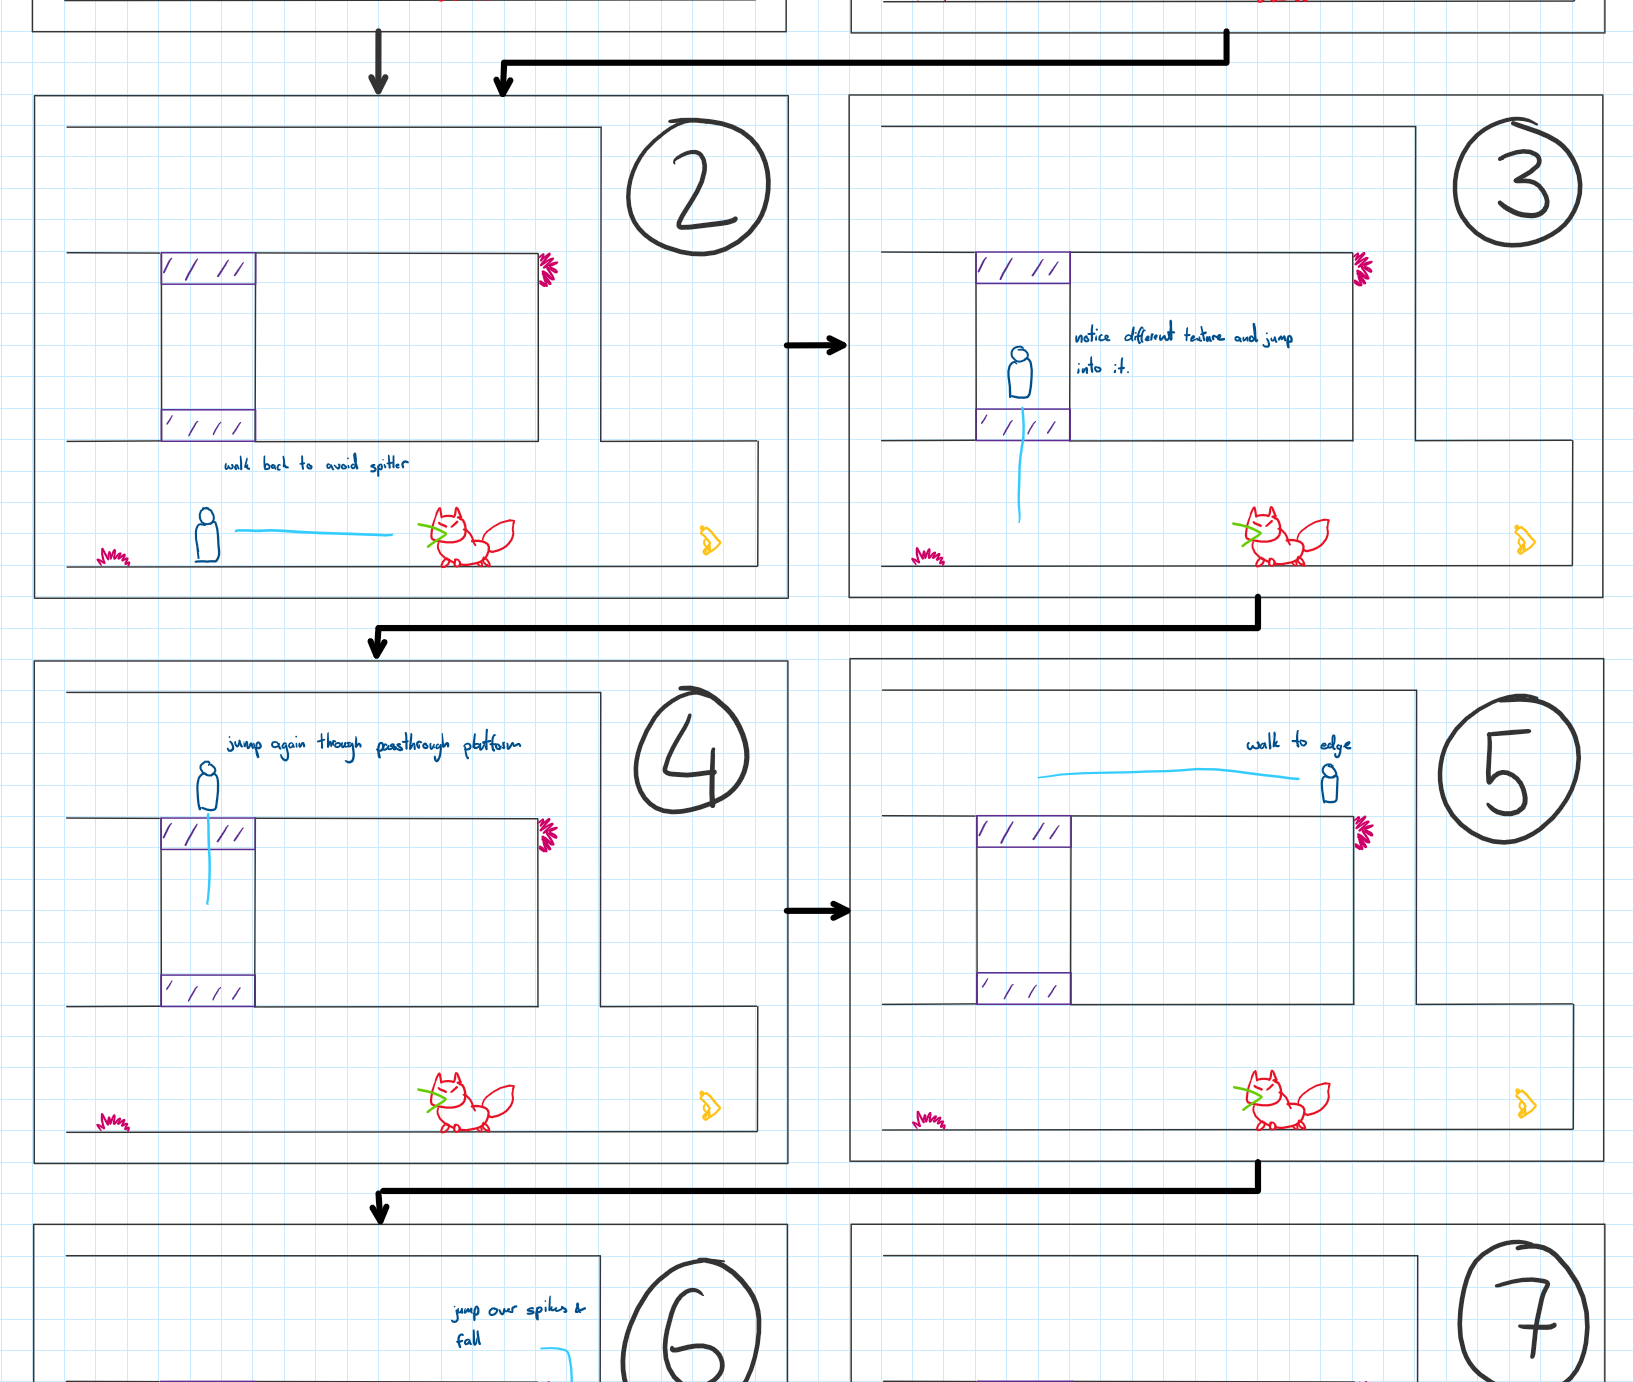 2
walk back to avoid spitter
3
notice different texture and jump
into it.
4
jump again through passthrough platform
5
walk to edge
6
jump over spikes &
fall
7